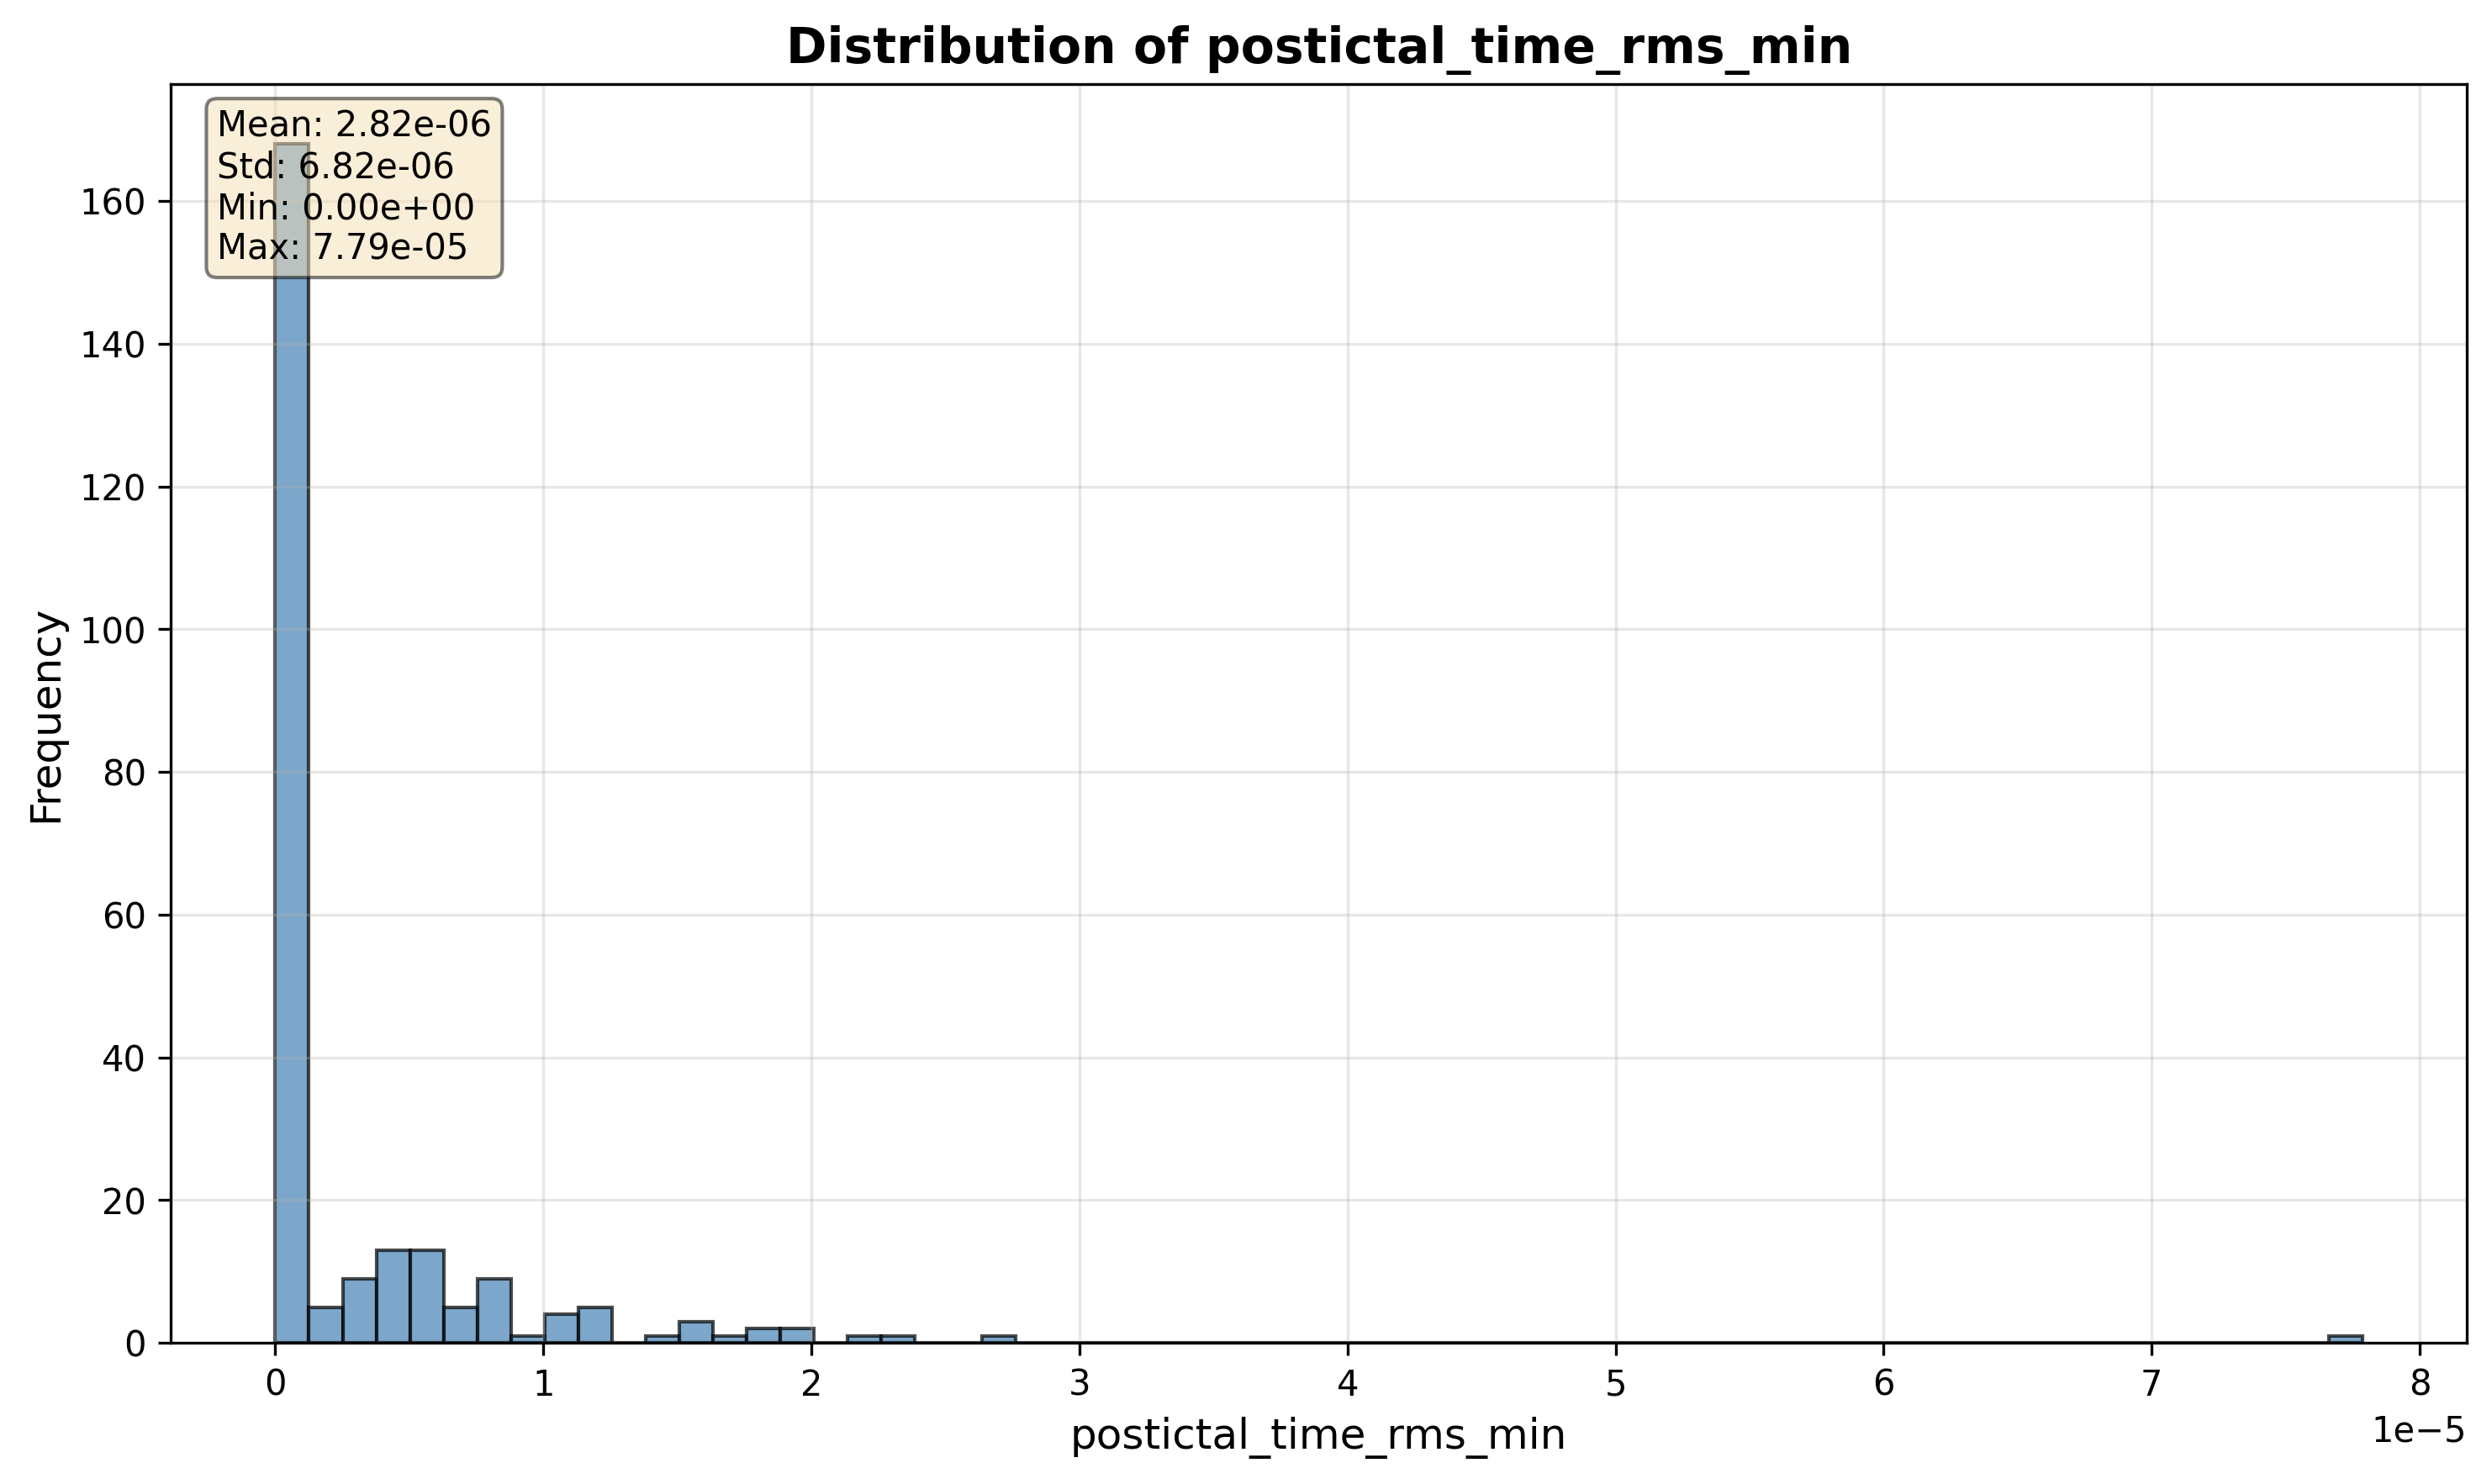 Distribution of postictal_time_rms_min
Mean: 2.82e-06
Std: 6.82e-06
Min: 0.00e+00
Max: 7.79e-05
Frequency
160
140
120
100
80
60
40
20
0
0 1 2 3 4 5 6 7 8
1e−5
postictal_time_rms_min